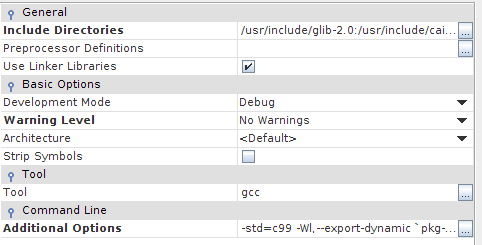 General
Include Directories /usr/include/glib-2.0:/usr/include/cai...
Preprocessor Definitions ...
Use Linker Libraries
Basic Options
Development Mode Debug
Warning Level No Warnings
Architecture <Default>
Strip Symbols
Tool
Tool gcc ...
Command Line
Additional Options -std=c99 -Wl,--export-dynamic `pkg-... ...